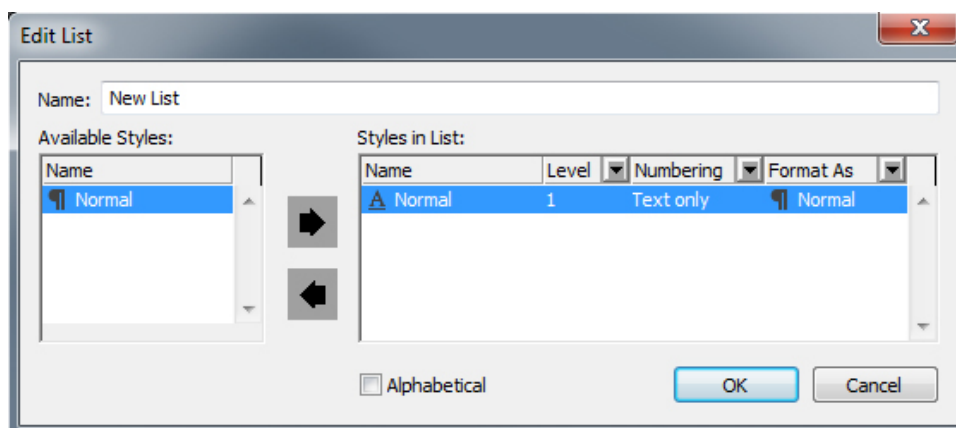 Edit List
Name: New List
Available Styles:
Styles in List:
Name
Name Level Numbering Format As
¶ Normal
A Normal 1 Text only ¶ Normal
Alphabetical
OK
Cancel